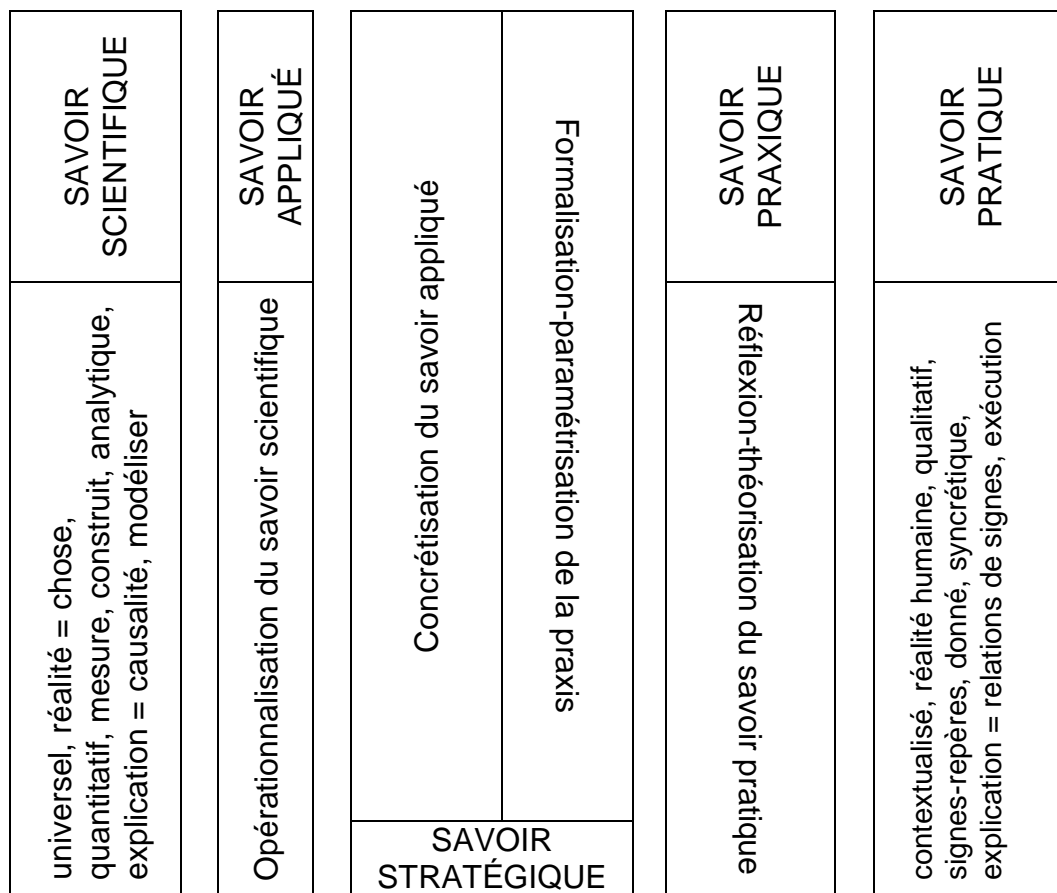 SAVOIR
SCIENTIFIQUE
universel, réalité = chose,
quantitatif, mesure, construit, analytique,
explication = causalité, modéliser
SAVOIR
APPLIQUÉ
Opérationnalisation du savoir scientifique
Concrétisation du savoir appliqué
Formalisation-paramétrisation de la praxis
SAVOIR
STRATÉGIQUE
SAVOIR
PRAXIQUE
Réflexion-théorisation du savoir pratique
SAVOIR
PRATIQUE
contextualisé, réalité humaine, qualitatif,
signes-repères, donné, syncrétique,
explication = relations de signes, exécution